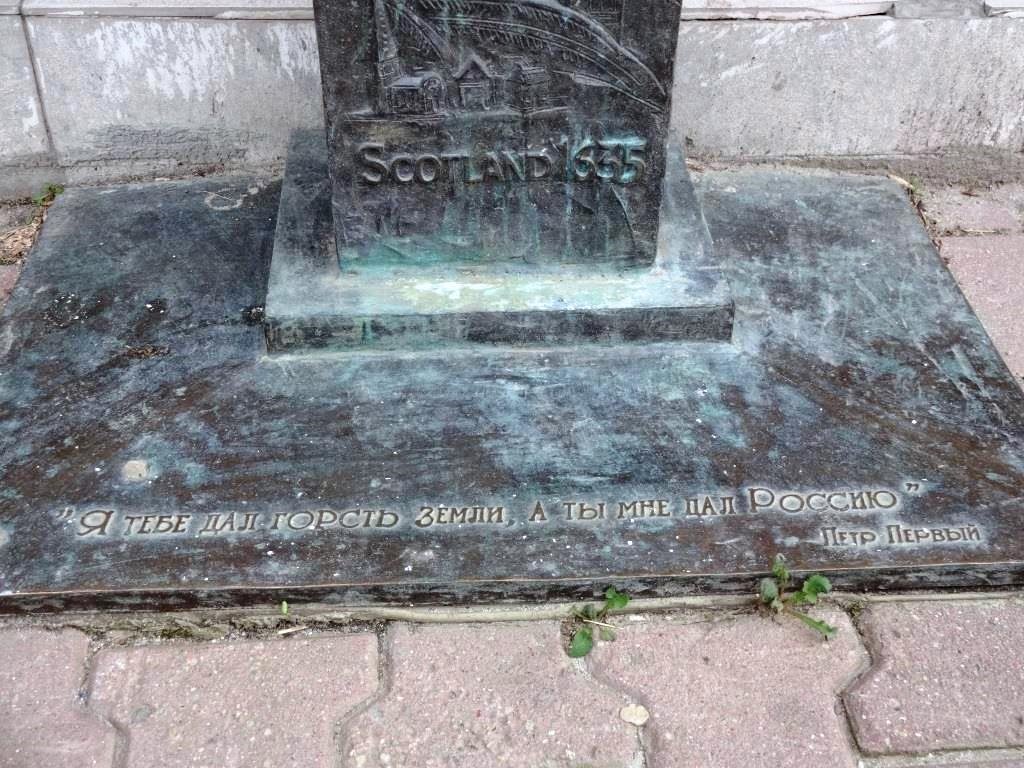 SCOTLAND 1635
"Я ТЕБЕ ДАЛ ГОРСТЬ ЗЕМЛИ, А ТЫ МНЕ ДАЛ РОССИЮ"
ПЕТР ПЕРВЫЙ